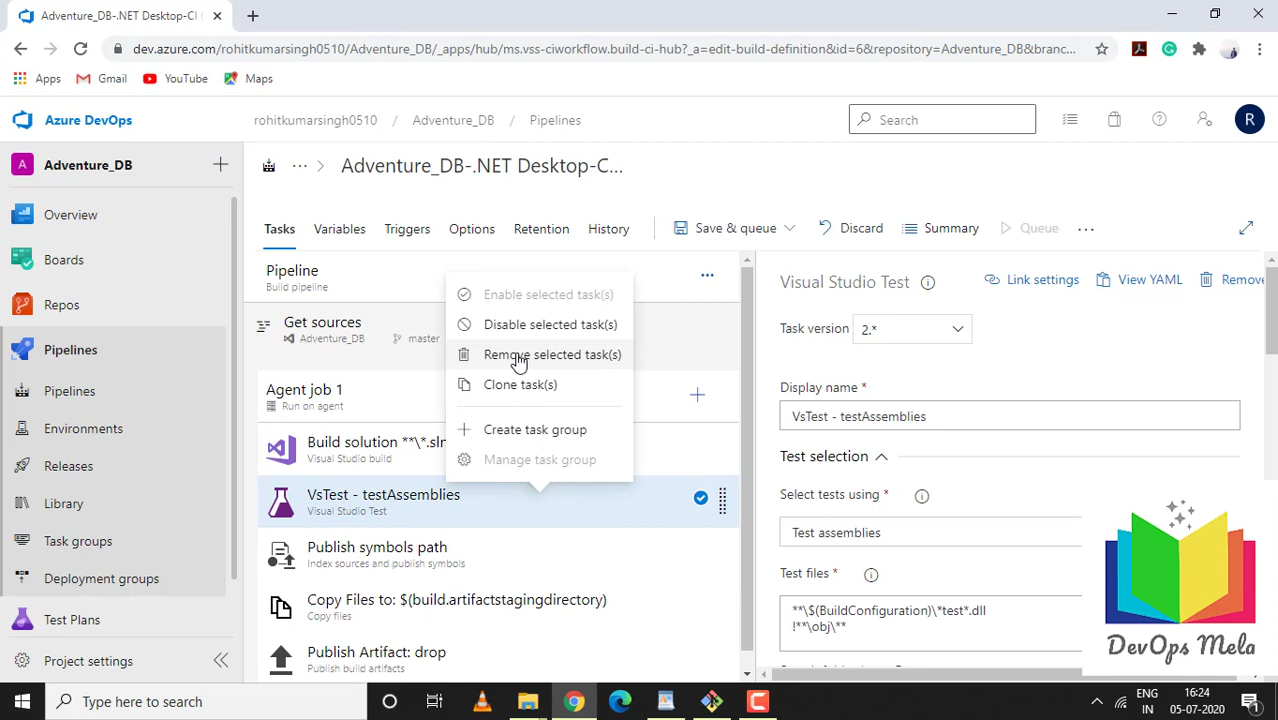 Adventure_DB-.NET Desktop-CI (
dev.azure.com/rohitkumarsingh0510/Adventure_DB/_apps/hub/ms.vss-ciworkflow.build-ci-hub?_a=edit-build-definition&id=6&repository=Adventure_DB&branc...
Apps
Gmail
YouTube
Maps
Azure DevOps
rohitkumarsingh0510 / Adventure_DB / Pipelines
Search
R
A
Adventure_DB
Adventure_DB-.NET Desktop-C...
Overview
Boards
Repos
Pipelines
Pipelines
Environments
Releases
Library
Task groups
Deployment groups
Test Plans
Project settings
Tasks
Variables
Triggers
Options
Retention
History
Save & queue
Discard
Summary
Queue
...
Pipeline
Build pipeline
...
Get sources
Adventure_DB
master
Agent job 1
Run on agent
Build solution **\*.sln
Visual Studio build
VsTest - testAssemblies
Visual Studio Test
Publish symbols path
Index sources and publish symbols
Copy Files to: $(build.artifactstagingdirectory)
Copy files
Publish Artifact: drop
Publish build artifacts
Enable selected task(s)
Disable selected task(s)
Remove selected task(s)
Clone task(s)
Create task group
Manage task group
Visual Studio Test
Link settings
View YAML
Remove
Task version
2.*
Display name *
VsTest - testAssemblies
Test selection
Select tests using *
Test assemblies
Test files *
**\$(BuildConfiguration)\*test*.dll
!**\obj\**
DevOps Mela
Type here to search
ENG
IN
16:24
05-07-2020
1